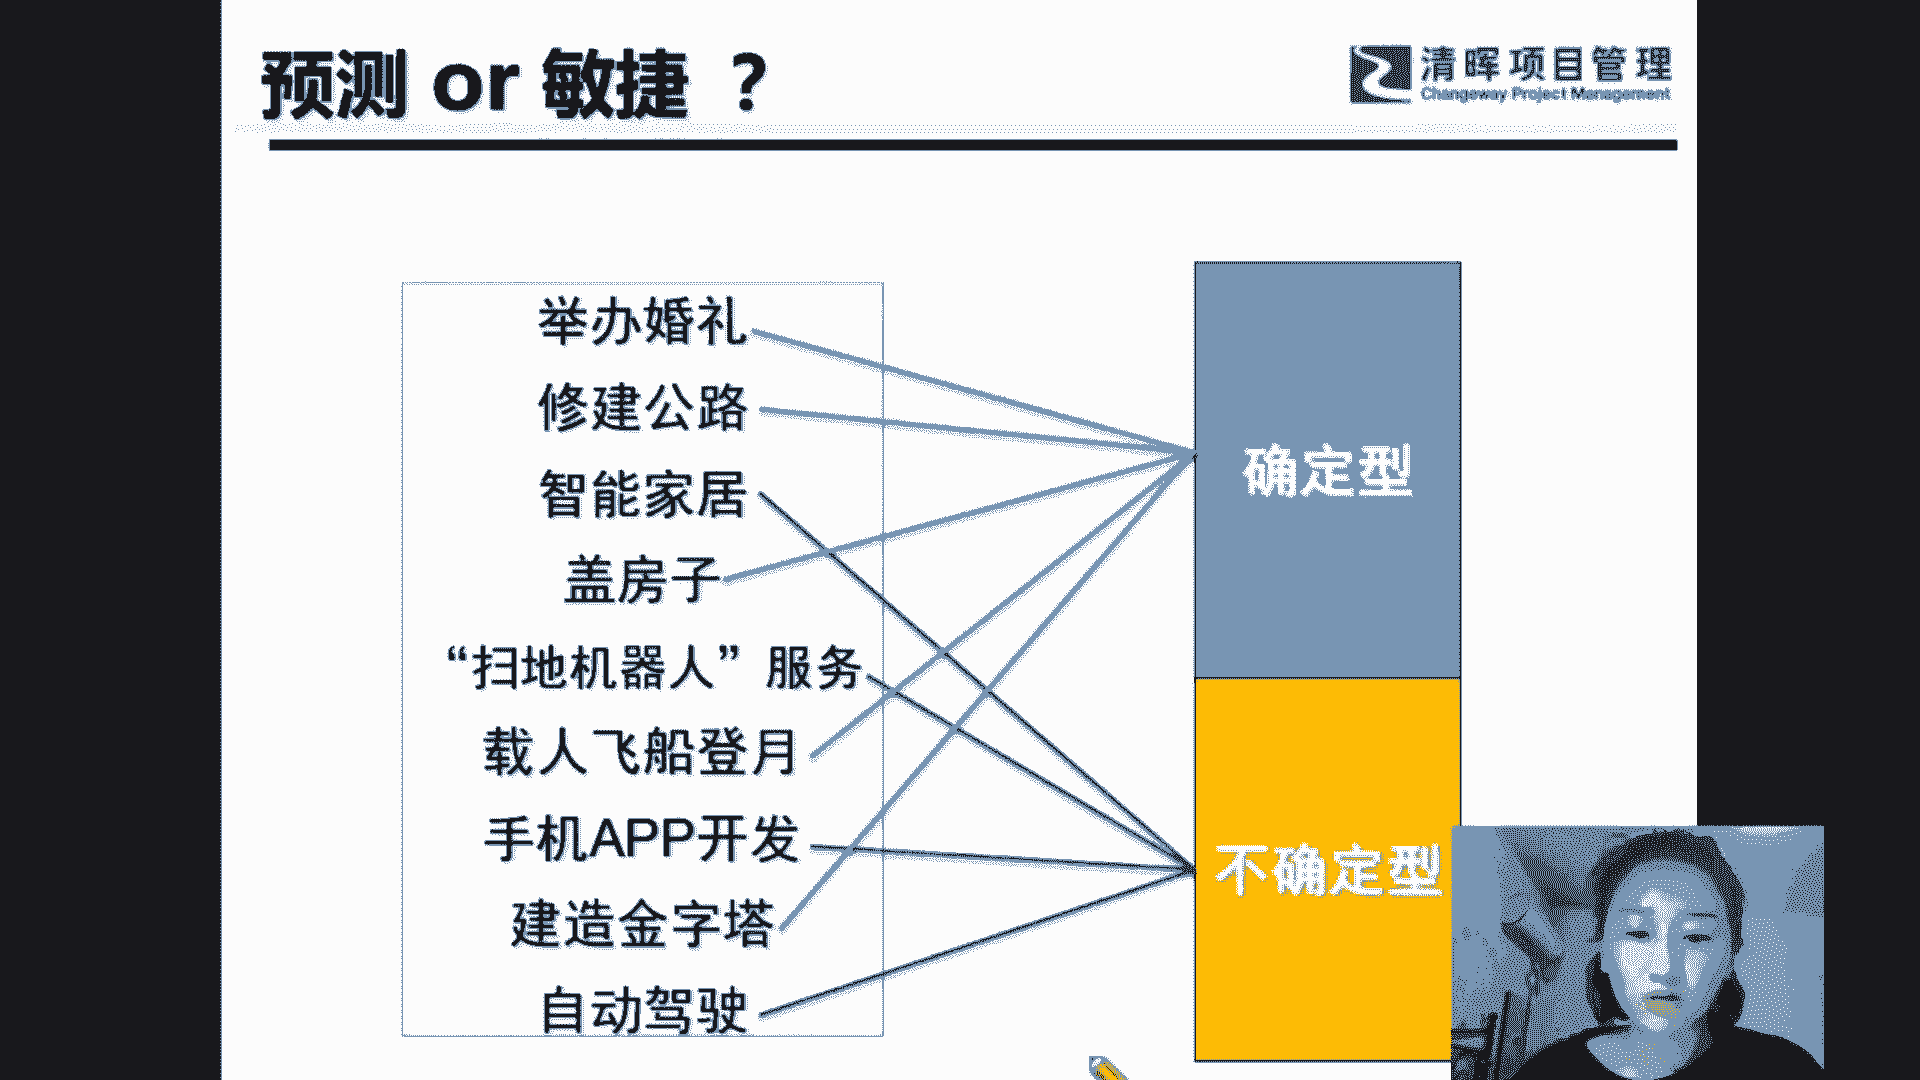 预测 or 敏捷 ？
清晖项目管理
Changeway Project Management
举办婚礼
修建公路
智能家居
盖房子
“扫地机器人”服务
载人飞船登月
手机APP开发
建造金字塔
自动驾驶
确定型
不确定型